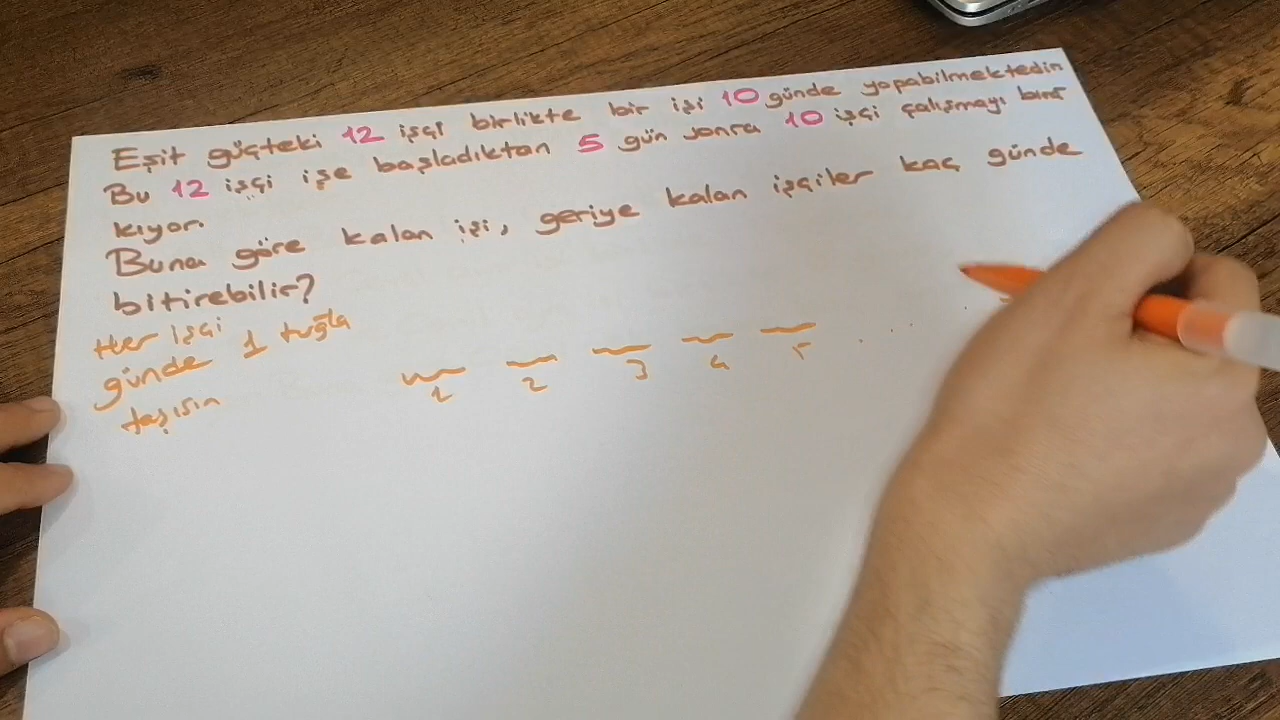 Eşit güçteki 12 işçi birlikte bir işi 10 günde yapabilmektedir
Bu 12 işçi işe başladıktan 5 gün sonra 10 işçi çalışmayı bıra
kıyor.
Buna göre kalan işi, geriye kalan işçiler kaç günde
bitirebilir?
Her işçi
günde 1 tuğla
taşısın
1 2 3 4 5 . ...